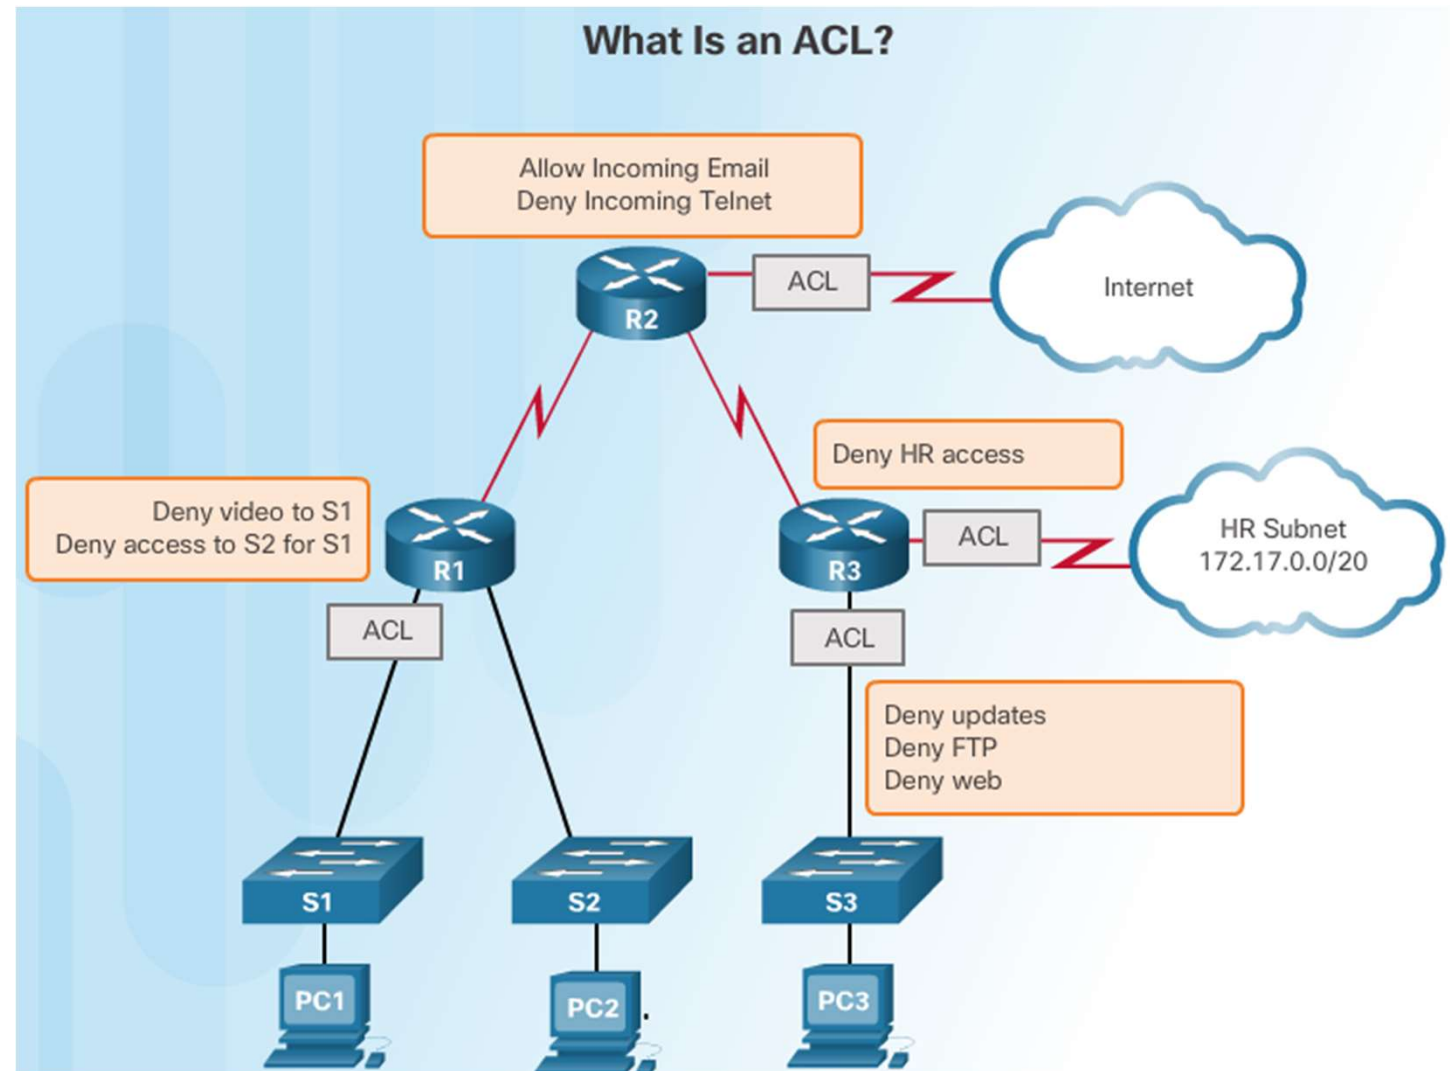 What Is an ACL?
Allow Incoming Email
Deny Incoming Telnet
ACL
Internet
R2
Deny HR access
Deny video to S1
Deny access to S2 for S1
HR Subnet
172.17.0.0/20
ACL
R1
R3
ACL
ACL
Deny updates
Deny FTP
Deny web
S1
S2
S3
PC1
PC2
PC3